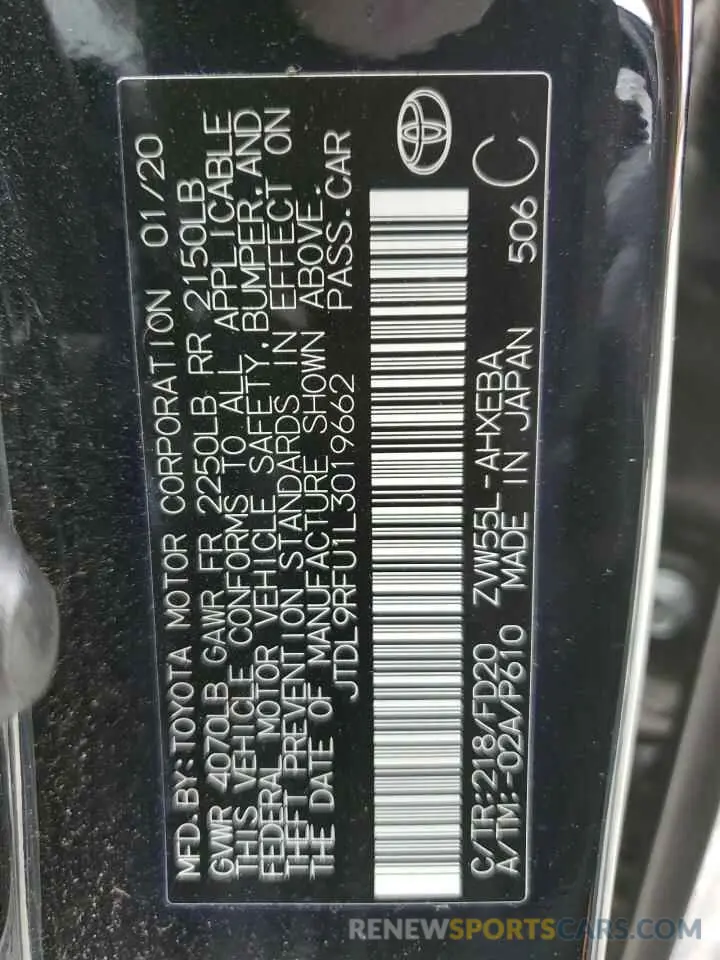 MFD.BY:TOYOTA MOTOR CORPORATION 01/20
GVWR 4070LB GAWR FR 2250LB RR 2150LB
THIS VEHICLE CONFORMS TO ALL APPLICABLE
FEDERAL MOTOR VEHICLE SAFETY,BUMPER,AND
THEFT PREVENTION STANDARDS IN EFFECT ON
THE DATE OF MANUFACTURE SHOWN ABOVE.
JTDL9RFU1L3019662 PASS.CAR
C/TR:218/FD20 ZVW55L-AHXEBA
A/TM:-02A/P610 MADE IN JAPAN 506 C
RENEWSPORTSCARS.COM